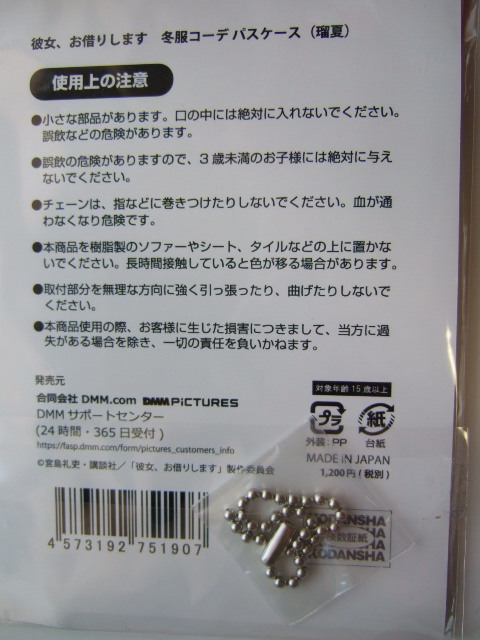 彼女、お借りします 冬服コーデ パスケース（瑠夏）
使用上の注意
●小さな部品があります。口の中には絶対に入れないでください。
誤飲などの危険があります。
●誤飲の危険がありますので、3歳未満のお子様には絶対に与え
ないでください。
●チェーンは、指などに巻きつけたりしないでください。血が通
わなくなり危険です。
●本商品を樹脂製のソファーやシート、タイルなどの上に置かな
いでください。長時間接触していると色が移る場合があります。
●取付部分を無理な方向に強く引っ張ったり、曲げたりしないで
ください。
●本商品使用の際、お客様に生じた損害につきまして、当方に過
失がある場合を除き、一切の責任を負いかねます。
発売元
合同会社 DMM.com DMM PiCTURES
DMM サポートセンター
(24 時間・365 日受付)
https://fasp.dmm.com/form/pictures_customers_info
©宮島礼吏・講談社／「彼女、お借りします」製作委員会
対象年齢 15 歳以上
プラ 紙
外装: PP 台紙
MADE IN JAPAN
1,200円 (税別)
4 573192 751907
KODANSHA
KODANSHA